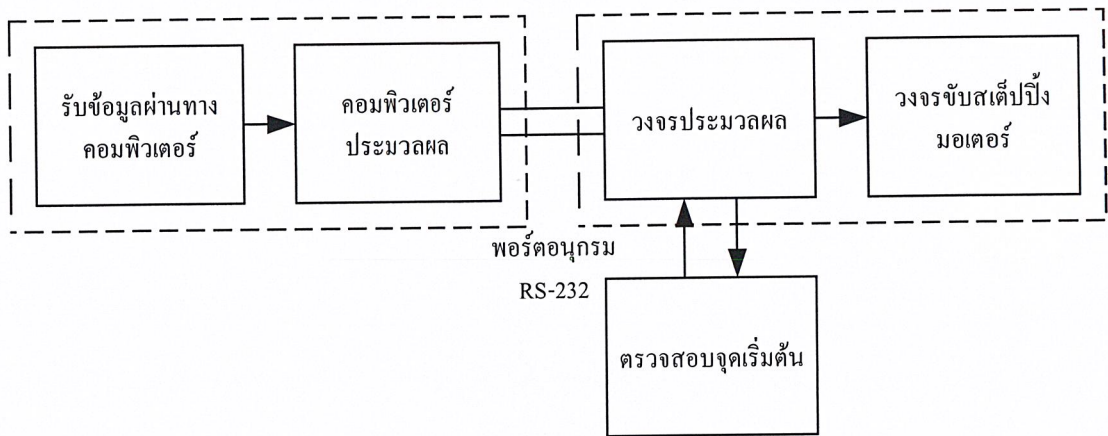 รับข้อมูลผ่านทาง
คอมพิวเตอร์
คอมพิวเตอร์
ประมวลผล
วงจรประมวลผล
วงจรขับสเต็ปปิ้ง
มอเตอร์
พอร์ตอนุกรม
RS-232
ตรวจสอบจุดเริ่มต้น